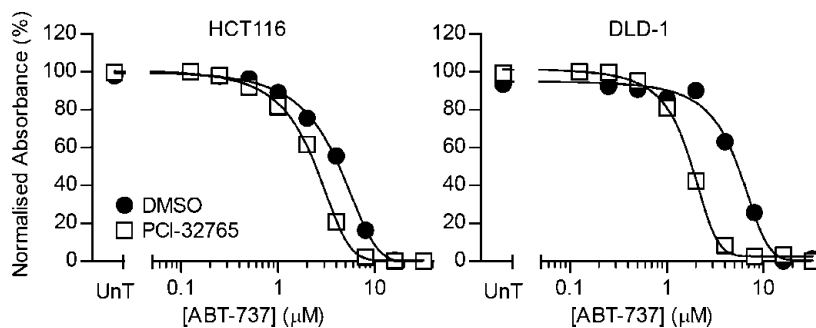 HCT116
DLD-1
Normalised Absorbance (%)
120
100
80
60
40
20
0
DMSO
PCI-32765
UnT
0.1
1
10
[ABT-737] (μM)
120
100
80
60
40
20
0
UnT
0.1
1
10
[ABT-737] (μM)